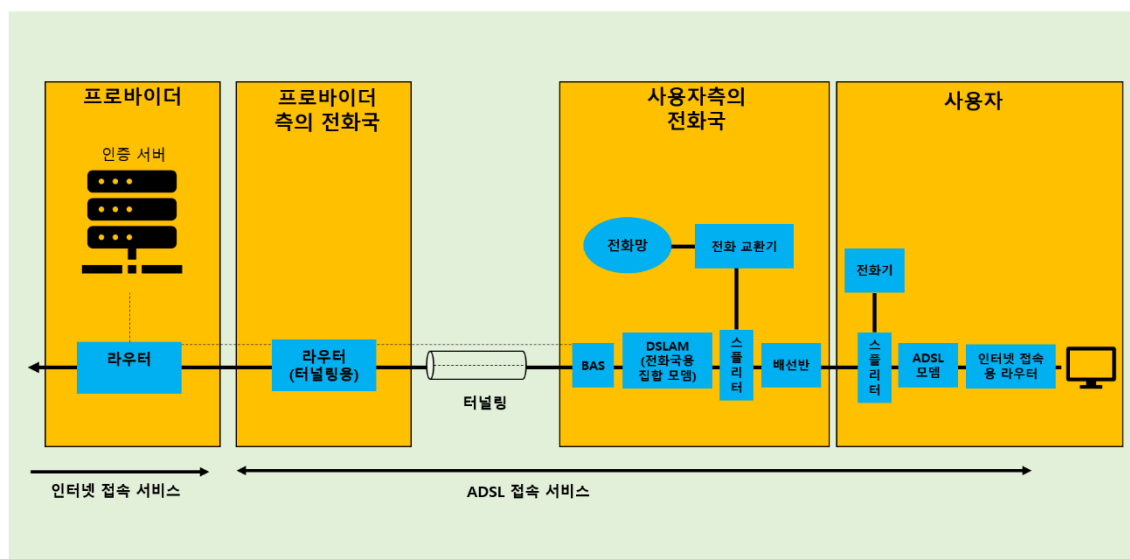 프로바이더
인증 서버
라우터
프로바이더
측의 전화국
라우터
(터널링용)
터널링
사용자측의
전화국
전화망
전화 교환기
BAS
DSLAM
(전화국용
집합 모뎀)
스플리터
배선반
사용자
전화기
스플리터
ADSL
모뎀
인터넷 접속
용 라우터
인터넷 접속 서비스
ADSL 접속 서비스